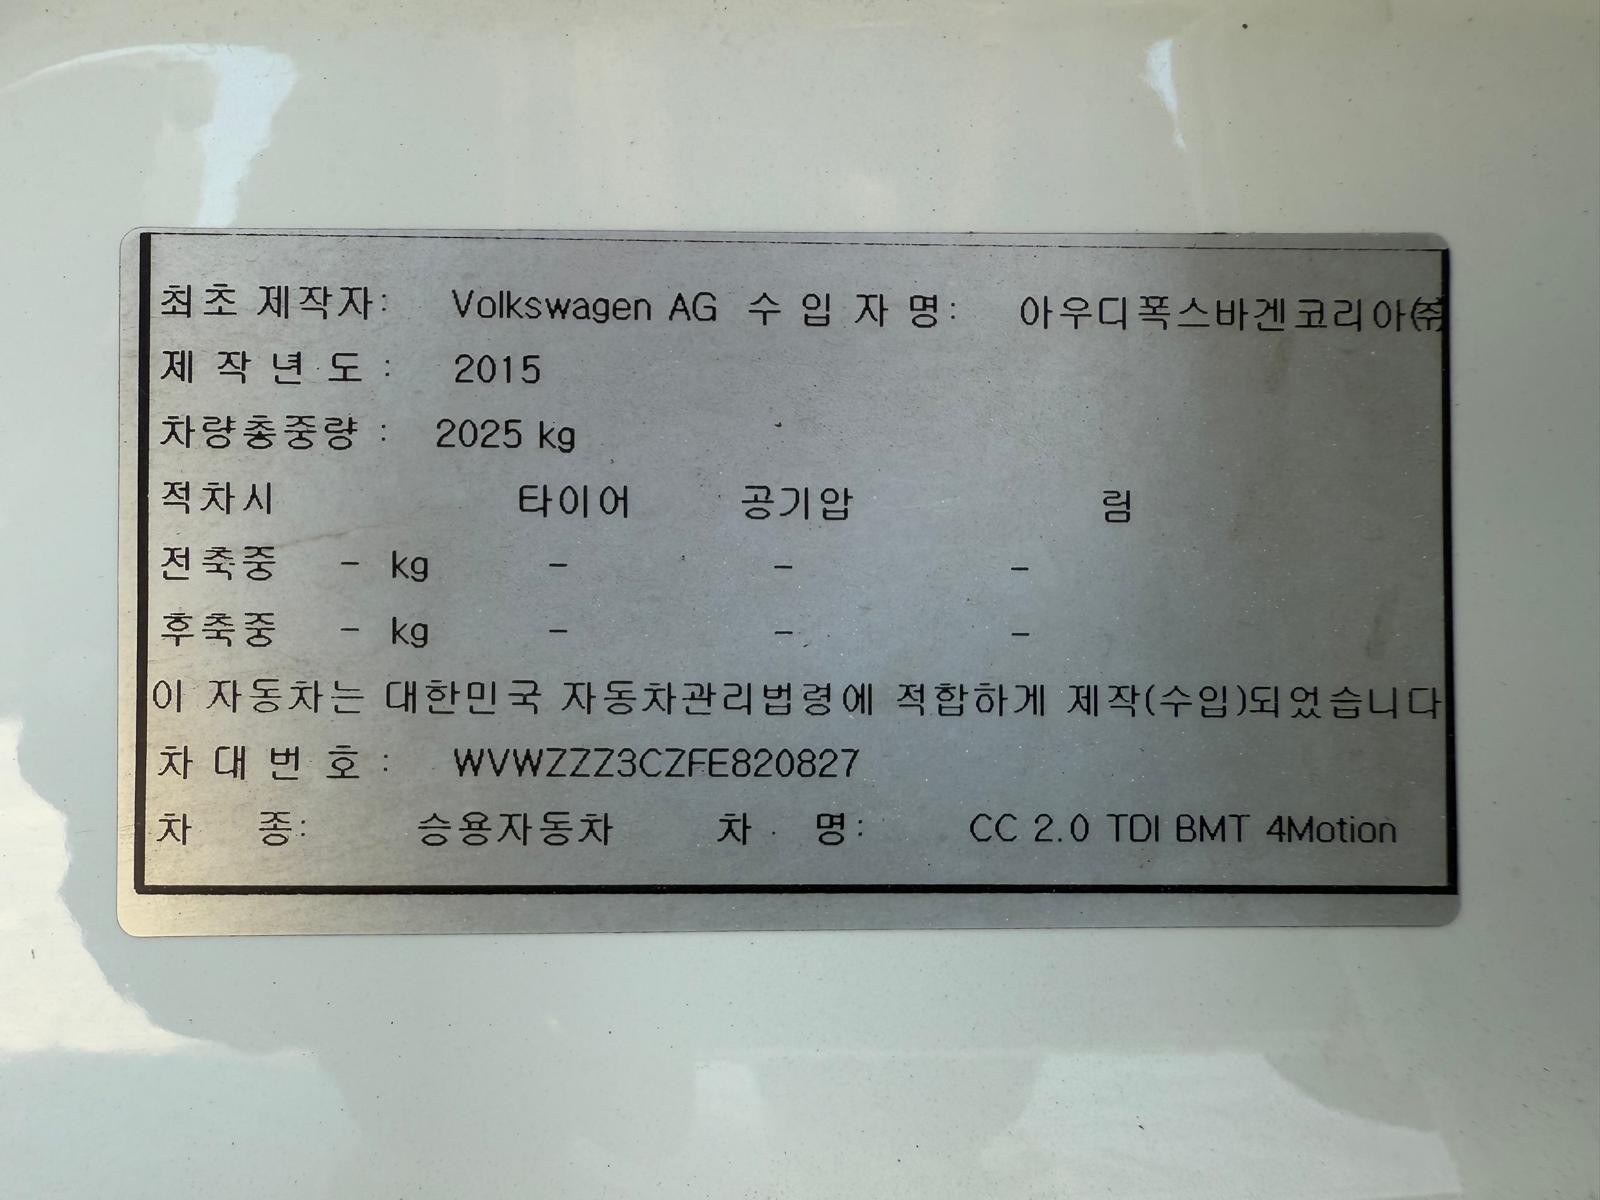 최초 제작자: Volkswagen AG 수 입 자 명: 아우디폭스바겐코리아㈜
제 작 년 도 : 2015
차량총중량 : 2025 kg
적차시 타이어 공기압 림
전축중 - kg - - -
후축중 - kg - - -
이 자동차는 대한민국 자동차관리법령에 적합하게 제작(수입)되었습니다
차 대 번 호 : WVWZZZ3CZFE820827
차 종: 승용자동차 차 명: CC 2.0 TDI BMT 4Motion